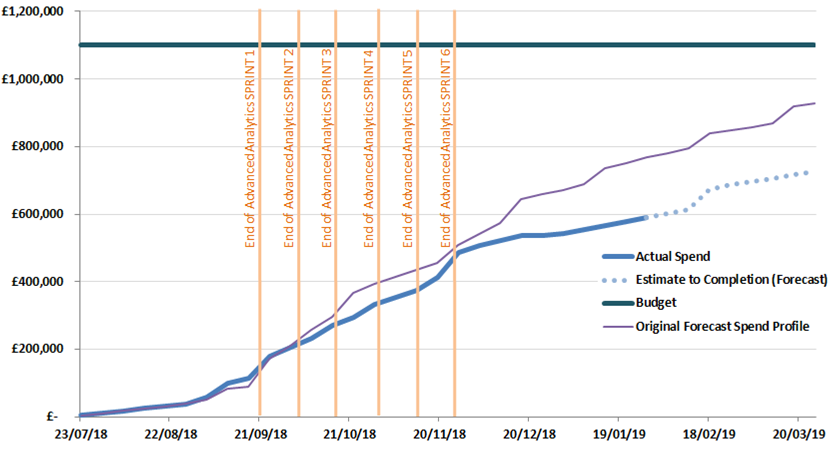 £1,200,000
£1,000,000
£800,000
£600,000
£400,000
£200,000
£-
End of Advanced Analytics SPRINT 1
End of Advanced Analytics SPRINT 2
End of Advanced Analytics SPRINT 3
End of Advanced Analytics SPRINT 4
End of Advanced Analytics SPRINT 5
End of Advanced Analytics SPRINT 6
Actual Spend
Estimate to Completion (Forecast)
Budget
Original Forecast Spend Profile
23/07/18
22/08/18
21/09/18
21/10/18
20/11/18
20/12/18
19/01/19
18/02/19
20/03/19